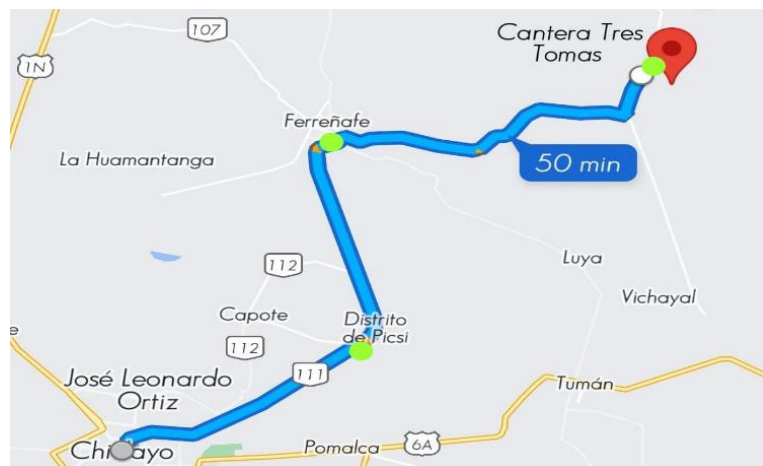 107
Cantera Tres
Tomas
1N
Ferreñafe
La Huamantanga
50 min
112
Luya
Capote
Vichayal
Distrito
de Picsi
112
e
111
José Leonardo
Ortiz
Tumán
Pomalca
6A